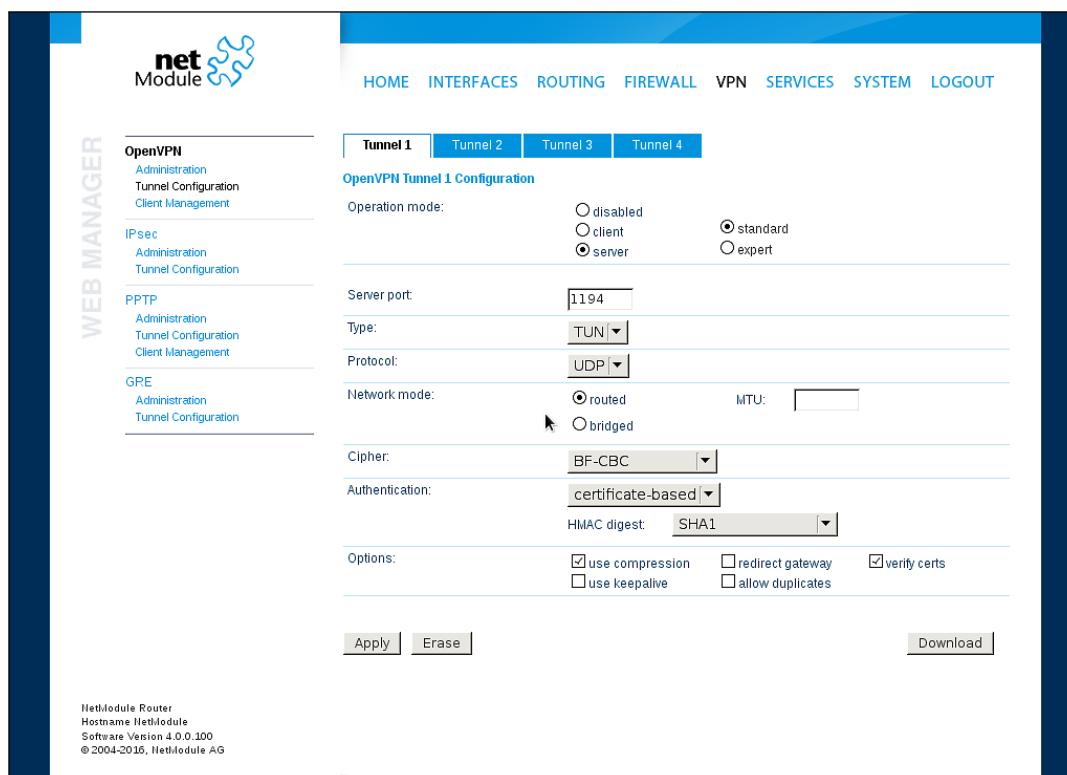 net
Module
HOME INTERFACES ROUTING FIREWALL VPN SERVICES SYSTEM LOGOUT
WEB MANAGER
OpenVPN
Administration
Tunnel Configuration
Client Management
IPsec
Administration
Tunnel Configuration
PPTP
Administration
Tunnel Configuration
Client Management
GRE
Administration
Tunnel Configuration
Tunnel 1 Tunnel 2 Tunnel 3 Tunnel 4
OpenVPN Tunnel 1 Configuration
Operation mode:
disabled
client
server
standard
expert
Server port: 1194
Type: TUN
Protocol: UDP
Network mode: routed MTU:
bridged
Cipher: BF-CBC
Authentication: certificate-based
HMAC digest: SHA1
Options: use compression redirect gateway verify certs
use keepalive allow duplicates
Apply Erase Download
NetModule Router
Hostname NetModule
Software Version 4.0.0.100
© 2004-2016, NetModule AG